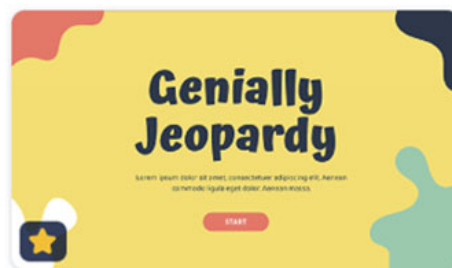 Genially
Jeopardy
Lorem ipsum dolor sit amet, consectetuer adipiscing elit. Aenean
commodo ligula eget dolor. Aenean massa.
START